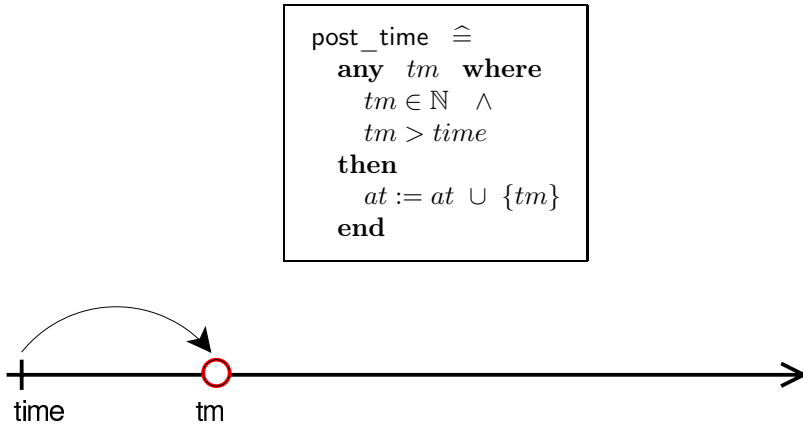 post_time ≙
any tm where
tm ∈ ℕ ∧
tm > time
then
at := at ∪ {tm}
end
time tm